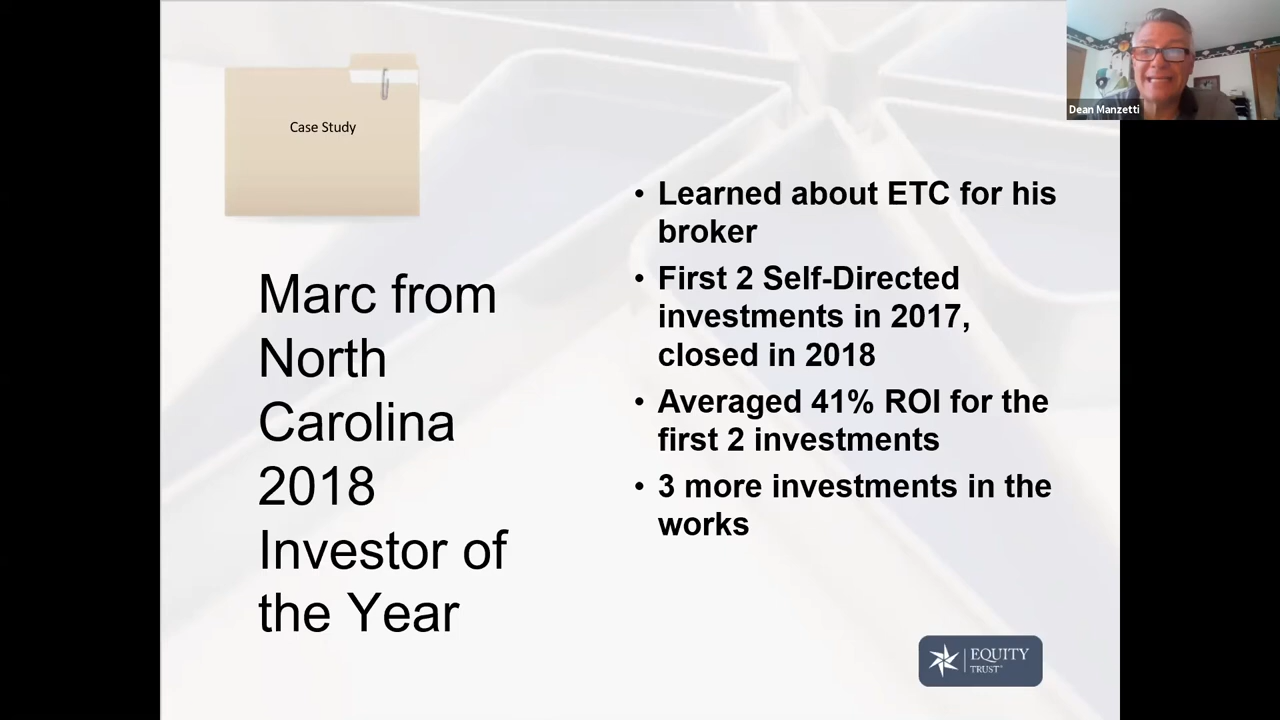 Case Study
Dean Manzetti
Marc from
North
Carolina
2018
Investor of
the Year
• Learned about ETC for his
broker
• First 2 Self-Directed
investments in 2017,
closed in 2018
• Averaged 41% ROI for the
first 2 investments
• 3 more investments in the
works
EQUITY
TRUST